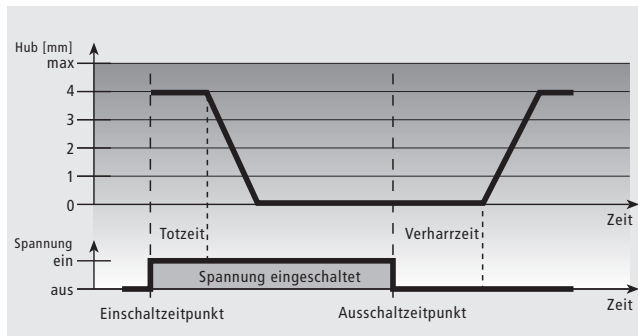 Hub [mm]
max
4
3
2
1
0
Zeit
Totzeit
Verharrzeit
Spannung
ein
Spannung eingeschaltet
aus
Zeit
Einschaltzeitpunkt
Ausschaltzeitpunkt